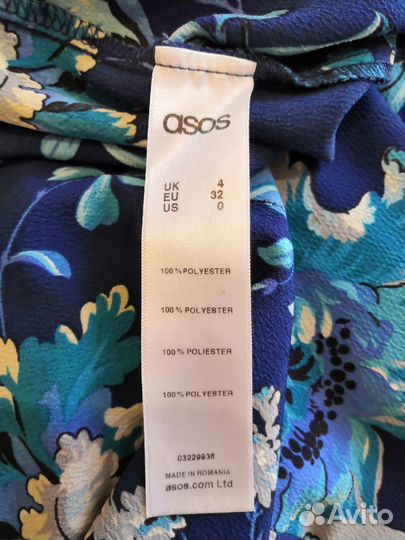 asos
UK 4
EU 32
US 0
100 % POLYESTER
100 % POLYESTER
100 % POLIESTER
100 % POLYESTER
03229938
MADE IN ROMANIA
asos.com Ltd
Avito